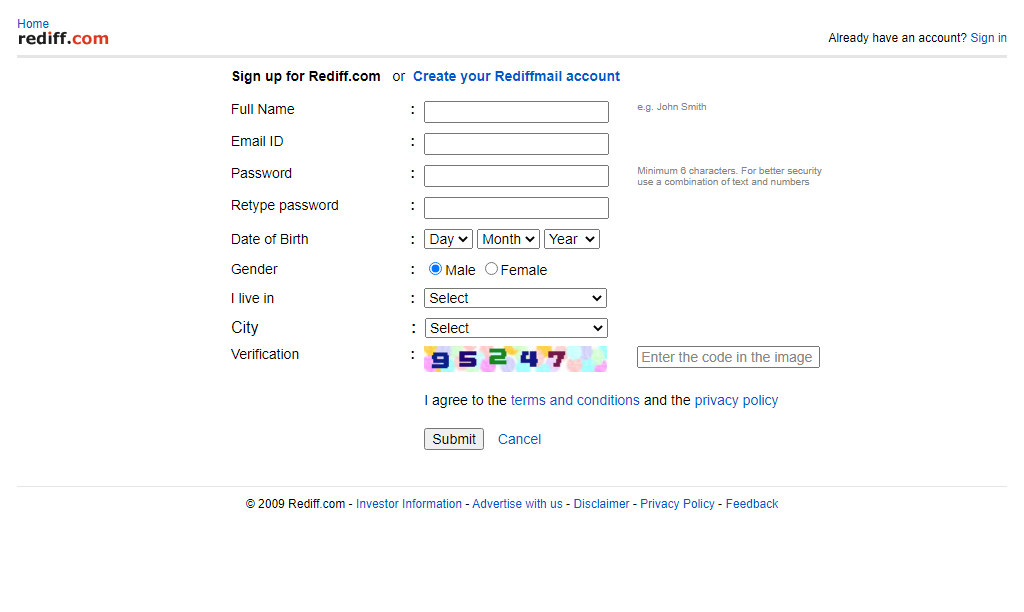 Home
rediff.com
Already have an account? Sign in
Sign up for Rediff.com or Create your Rediffmail account
Full Name : e.g. John Smith
Email ID :
Password : Minimum 6 characters. For better security
use a combination of text and numbers
Retype password :
Date of Birth : Day Month Year
Gender : Male Female
I live in : Select
City : Select
Verification : 95247 Enter the code in the image
I agree to the terms and conditions and the privacy policy
Submit Cancel
© 2009 Rediff.com - Investor Information - Advertise with us - Disclaimer - Privacy Policy - Feedback